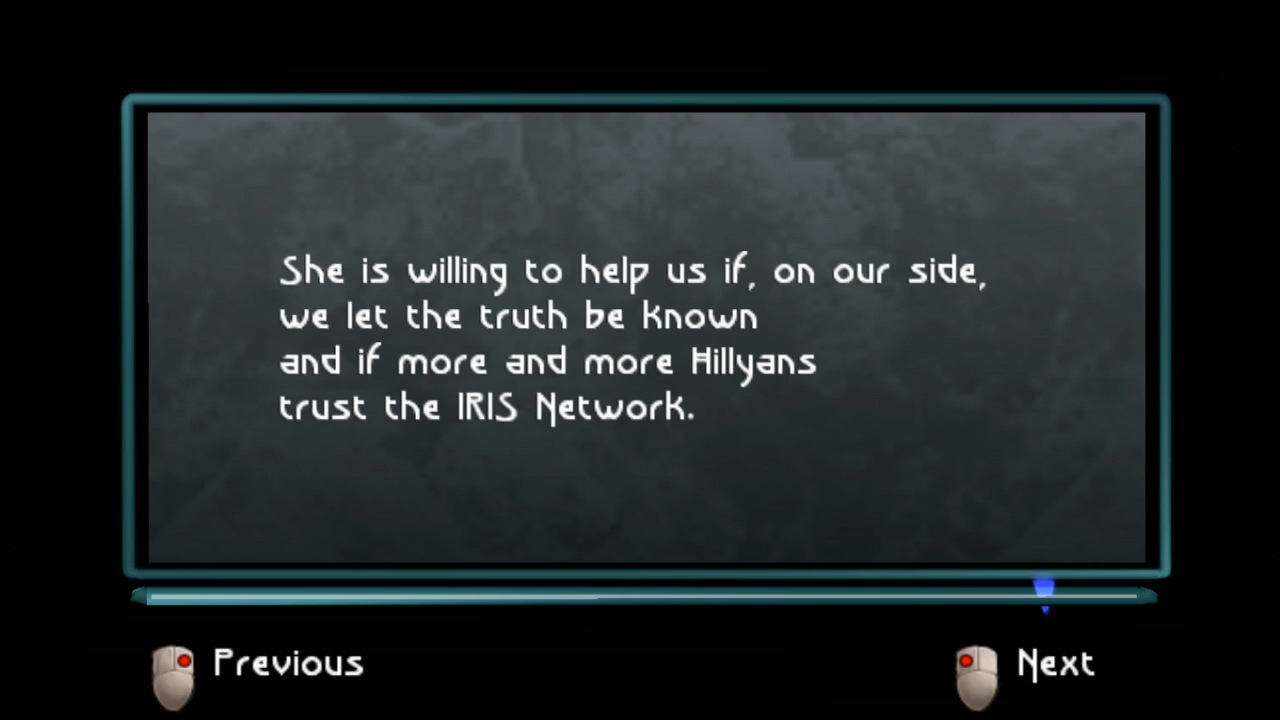 She is willing to help us if, on our side,
we let the truth be known
and if more and more Hillyans
trust the IRIS Network.
Previous
Next